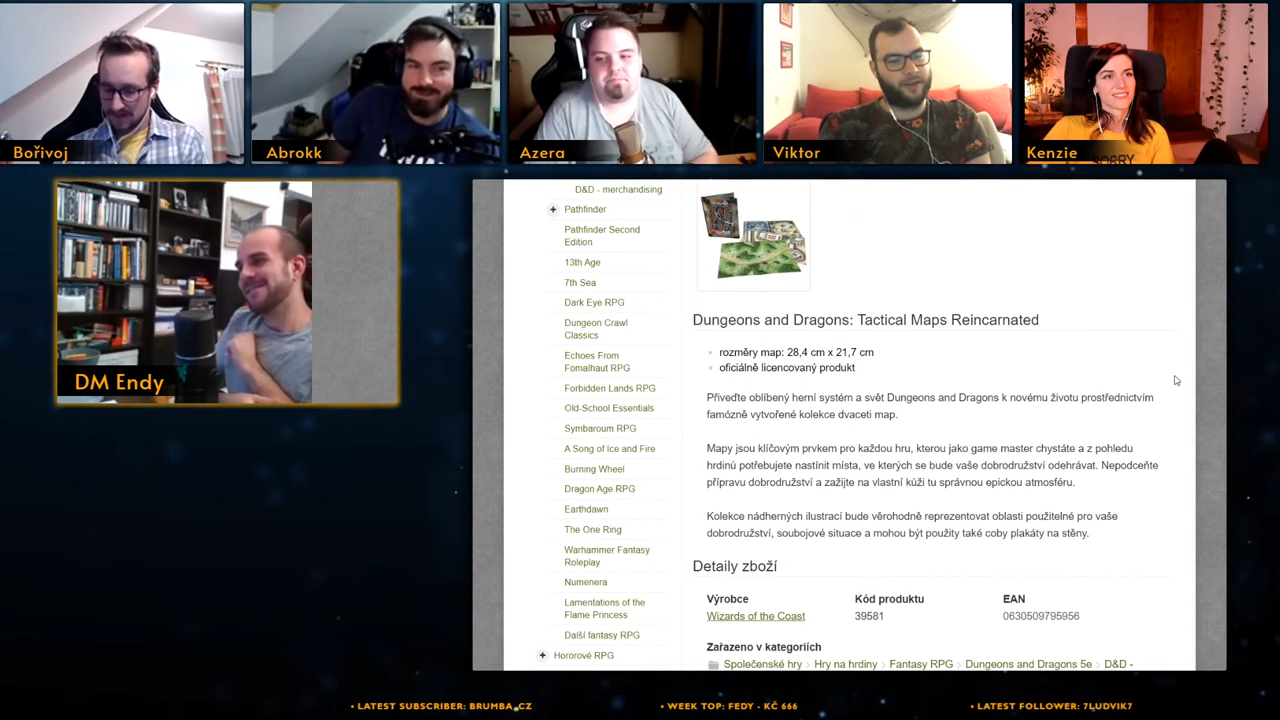 Bořivoj
Abrokk
Azera
Viktor
Kenzie
DM Endy
D&D - merchandising
Pathfinder
Pathfinder Second
Edition
13th Age
7th Sea
Dark Eye RPG
Dungeon Crawl
Classics
Echoes From
Fomalhaut RPG
Forbidden Lands RPG
Old-School Essentials
Symbaroum RPG
A Song of Ice and Fire
Burning Wheel
Dragon Age RPG
Earthdawn
The One Ring
Warhammer Fantasy
Roleplay
Numenera
Lamentations of the
Flame Princess
Další fantasy RPG
Hororové RPG
Dungeons and Dragons: Tactical Maps Reincarnated
rozměry map: 28,4 cm x 21,7 cm
oficiálně licencovaný produkt
Přiveďte oblíbený herní systém a svět Dungeons and Dragons k novému životu prostřednictvím
famózně vytvořené kolekce dvaceti map.
Mapy jsou klíčovým prvkem pro každou hru, kterou jako game master chystáte a z pohledu
hrdinů potřebujete nastínit místa, ve kterých se bude vaše dobrodružství odehrávat. Nepodceňte
přípravu dobrodružství a zažijte na vlastní kůži tu správnou epickou atmosféru.
Kolekce nádherných ilustrací bude věrohodně reprezentovat oblasti použitelné pro vaše
dobrodružství, soubojové situace a mohou být použity také coby plakáty na stěny.
Detaily zboží
Výrobce Kód produktu EAN
Wizards of the Coast 39581 0630509795956
Zařazeno v kategoriích
Společenské hry › Hry na hrdiny › Fantasy RPG › Dungeons and Dragons 5e › D&D -
• LATEST SUBSCRIBER: BRUMBA_CZ • WEEK TOP: FEDY - KČ 666 • LATEST FOLLOWER: 7LUDVIK7